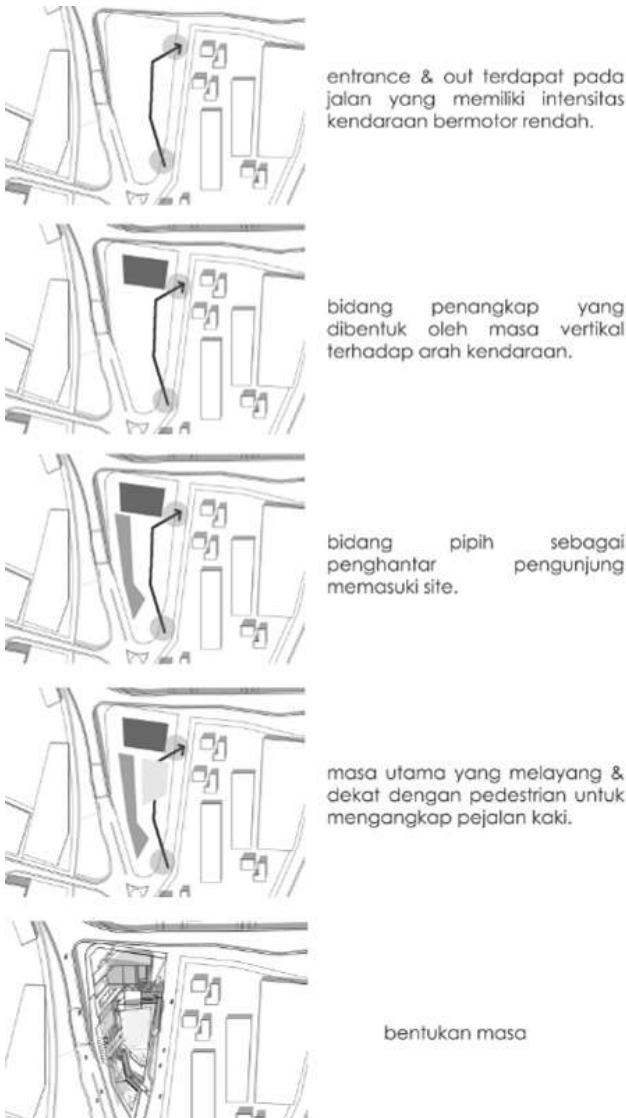 entrance & out terdapat pada
jalan yang memiliki intensitas
kendaraan bermotor rendah.
bidang penangkap yang
dibentuk oleh masa vertikal
terhadap arah kendaraan.
bidang pipih sebagai
penghantar pengunjung
memasuki site.
masa utama yang melayang &
dekat dengan pedestrian untuk
mengangkap pejalan kaki.
bentukan masa